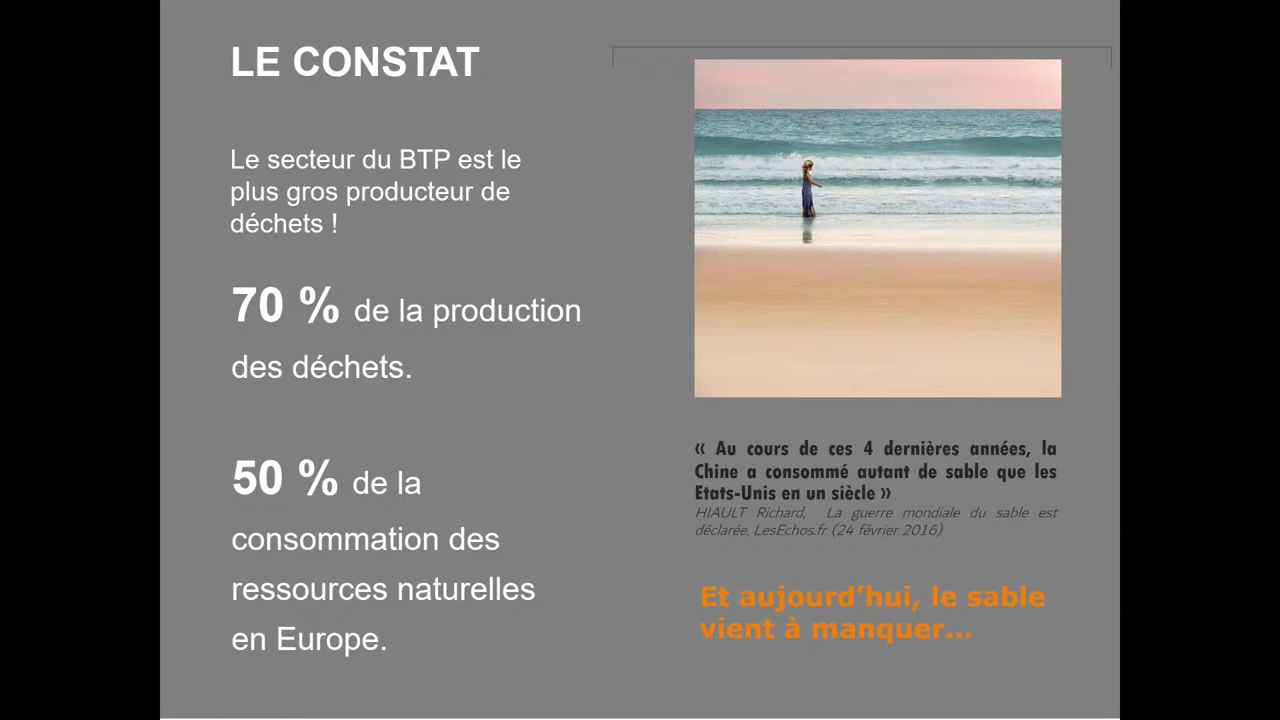 LE CONSTAT
Le secteur du BTP est le
plus gros producteur de
déchets !
70 % de la production
des déchets.
50 % de la
consommation des
ressources naturelles
en Europe.
« Au cours de ces 4 dernières années, la
Chine a consommé autant de sable que les
Etats-Unis en un siècle »
HIAULT Richard, La guerre mondiale du sable est
déclarée, LesEchos.fr (24 février 2016)
Et aujourd’hui, le sable
vient à manquer...